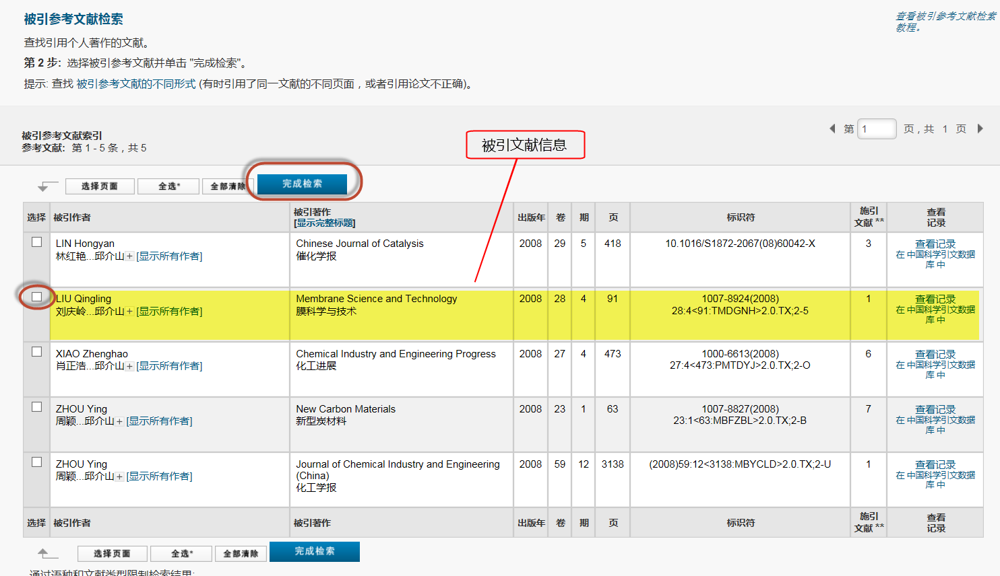 被引参考文献检索
查看被引参考文献检索
教程。
查找引用个人著作的文献。
第 2 步: 选择被引参考文献并单击 "完成检索"。
提示: 查找 被引参考文献的不同形式 (有时引用了同一文献的不同页面，或者引用论文不正确)。
被引参考文献索引
参考文献: 第 1 - 5 条，共 5
第 1 页，共 1 页
被引文献信息
选择页面 全选* 全部清除 完成检索
选择 被引作者 被引著作 出版年 卷 期 页 标识符 施引 查看
[显示完整标题] 文献 ** 记录
LIN Hongyan Chinese Journal of Catalysis 2008 29 5 418 10.1016/S1872-2067(08)60042-X 3 查看记录
林红艳...邱介山+ [显示所有作者] 催化学报 在 中国科学引文数据
库 中
LIU Qingling Membrane Science and Technology 2008 28 4 91 1007-8924(2008) 1 查看记录
刘庆岭...邱介山+ [显示所有作者] 膜科学与技术 28:4<91:TMDGNH>2.0.TX;2-5 在 中国科学引文数据
库 中
XIAO Zhenghao Chemical Industry and Engineering Progress 2008 27 4 473 1000-6613(2008) 6 查看记录
肖正浩...邱介山+ [显示所有作者] 化工进展 27:4<473:PMTDYJ>2.0.TX;2-O 在 中国科学引文数据
库 中
ZHOU Ying New Carbon Materials 2008 23 1 63 1007-8827(2008) 7 查看记录
周颖...邱介山+ [显示所有作者] 新型炭材料 23:1<63:MBFZBL>2.0.TX;2-B 在 中国科学引文数据
库 中
ZHOU Ying Journal of Chemical Industry and Engineering 2008 59 12 3138 (2008)59:12<3138:MBYCLD>2.0.TX;2-U 1 查看记录
周颖...邱介山+ [显示所有作者] (China) 在 中国科学引文数据
化工学报 库 中
选择 被引作者 被引著作 出版年 卷 期 页 标识符 施引 查看
文献 ** 记录
选择页面 全选* 全部清除 完成检索
通过语种和文献类型限制检索结果: